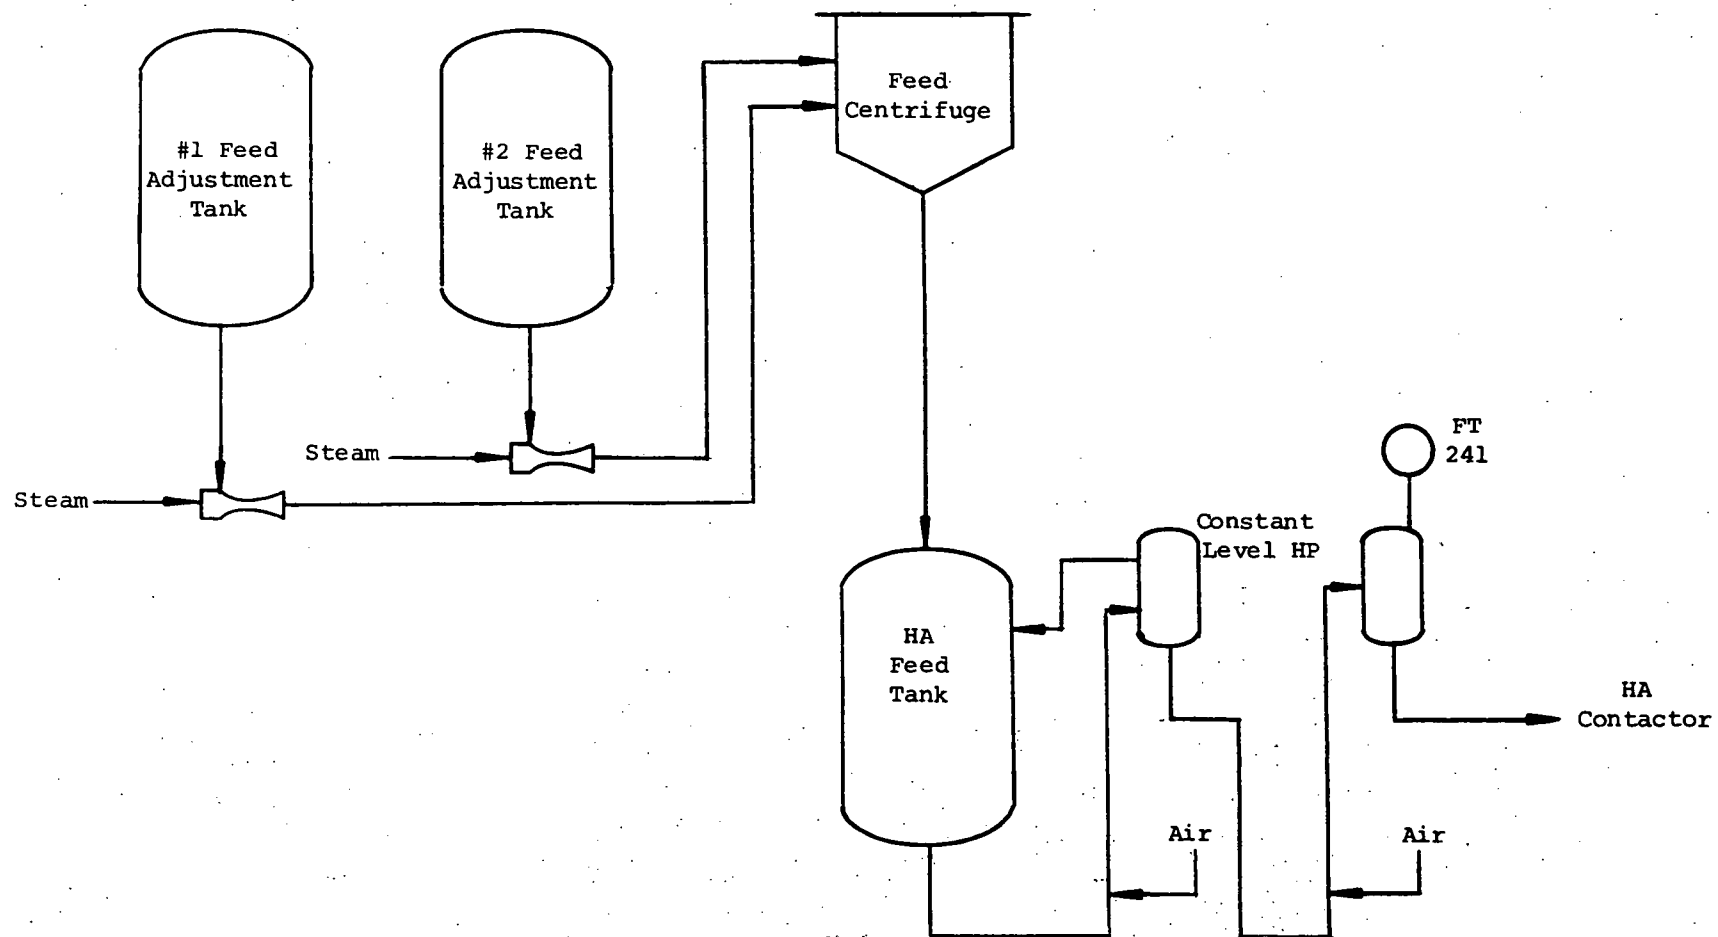 Feed
Centrifuge
#1 Feed
Adjustment
Tank
#2 Feed
Adjustment
Tank
Steam
Steam
FT
241
Constant
Level HP
HA
Feed
Tank
HA
Contactor
Air
Air